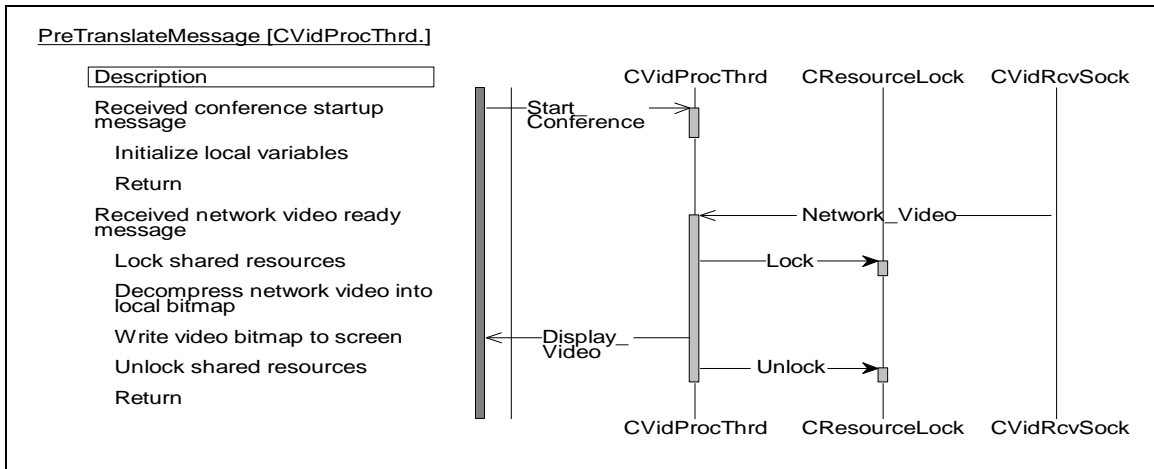 PreTranslateMessage [CVidProcThrd.]
Description
CVidProcThrd
CResourceLock
CVidRcvSock
Received conference startup
message
Start_
Conference
Initialize local variables
Return
Received network video ready
message
Network_Video
Lock shared resources
Lock
Decompress network video into
local bitmap
Write video bitmap to screen
Display_
Video
Unlock shared resources
Unlock
Return
CVidProcThrd
CResourceLock
CVidRcvSock